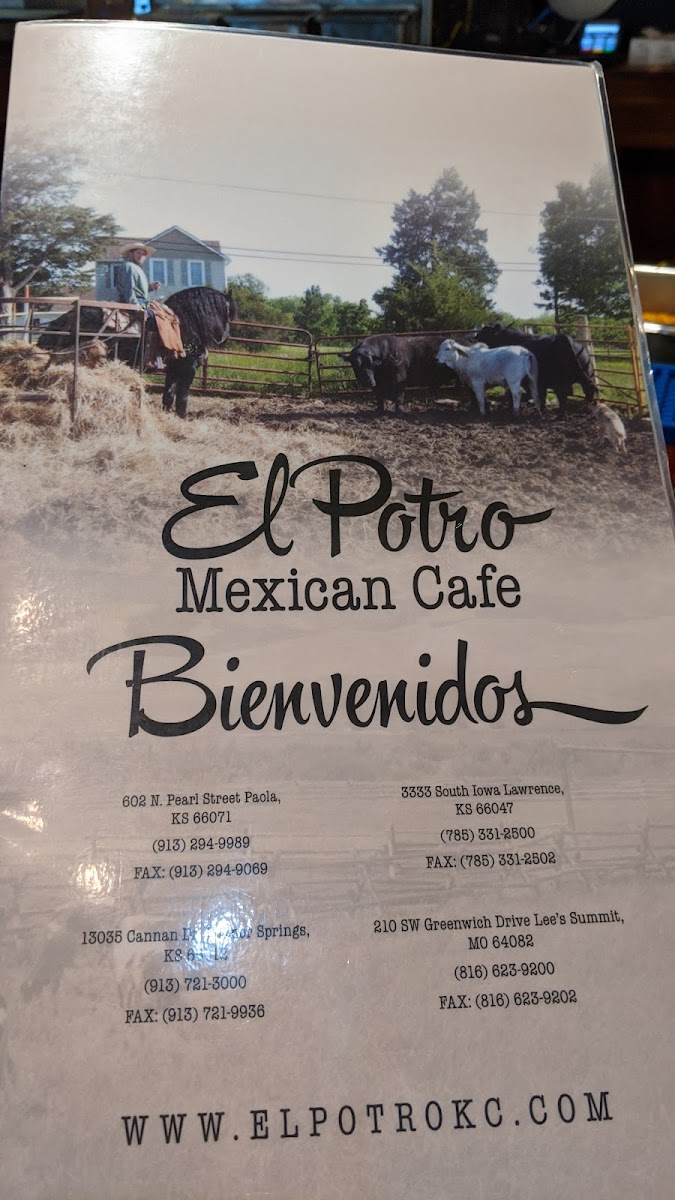 El Potro
Mexican Cafe
Bienvenidos
602 N. Pearl Street Paola,
KS 66071
(913) 294-9989
FAX: (913) 294-9069
3333 South Iowa Lawrence,
KS 66047
(785) 331-2500
FAX: (785) 331-2502
13035 Cannan Springs,
KS
(913) 721-3000
FAX: (913) 721-9936
210 SW Greenwich Drive Lee's Summit,
MO 64082
(816) 623-9200
FAX: (816) 623-9202
WWW.ELPOTROKC.COM